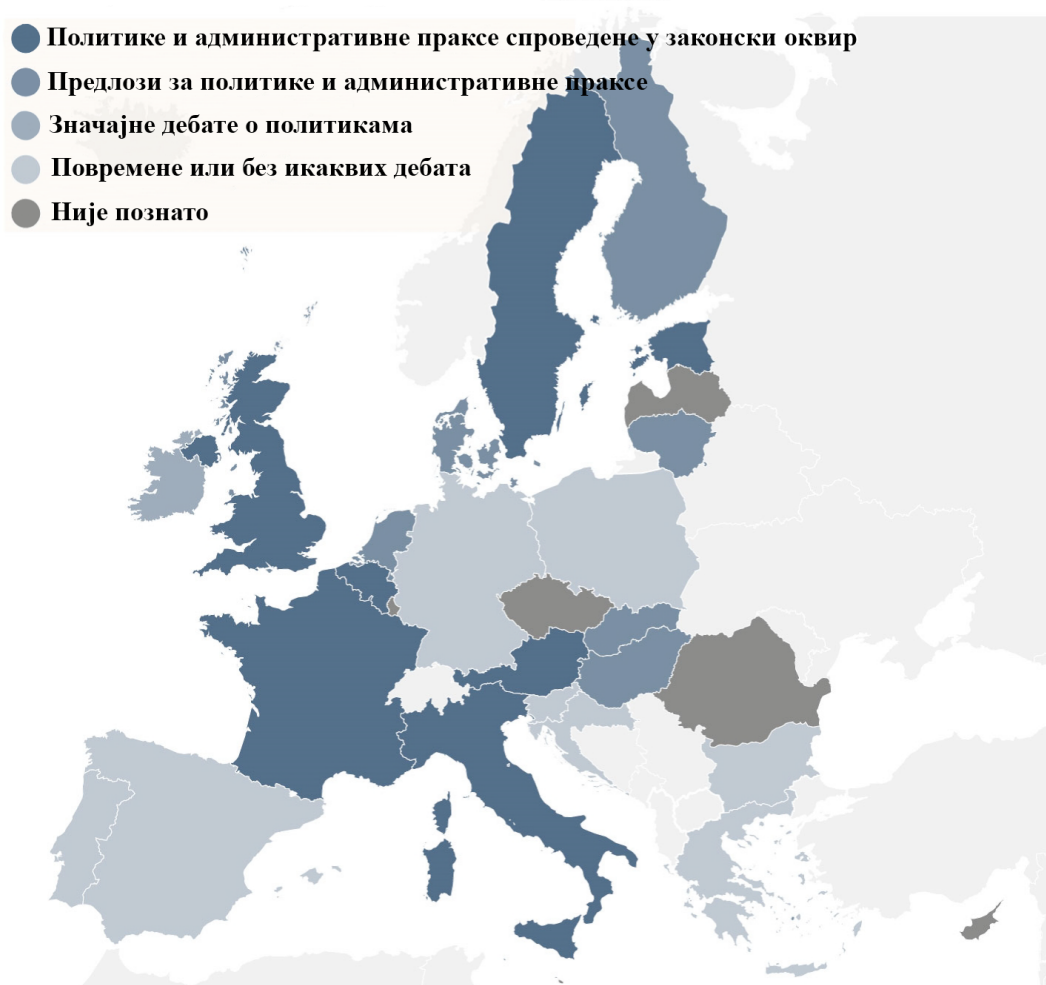 Политике и административне праксе спроведене у законски оквир
Предлози за политике и административне праксе
Значајне дебате о политикама
Повремене или без икаквих дебата
Није познато